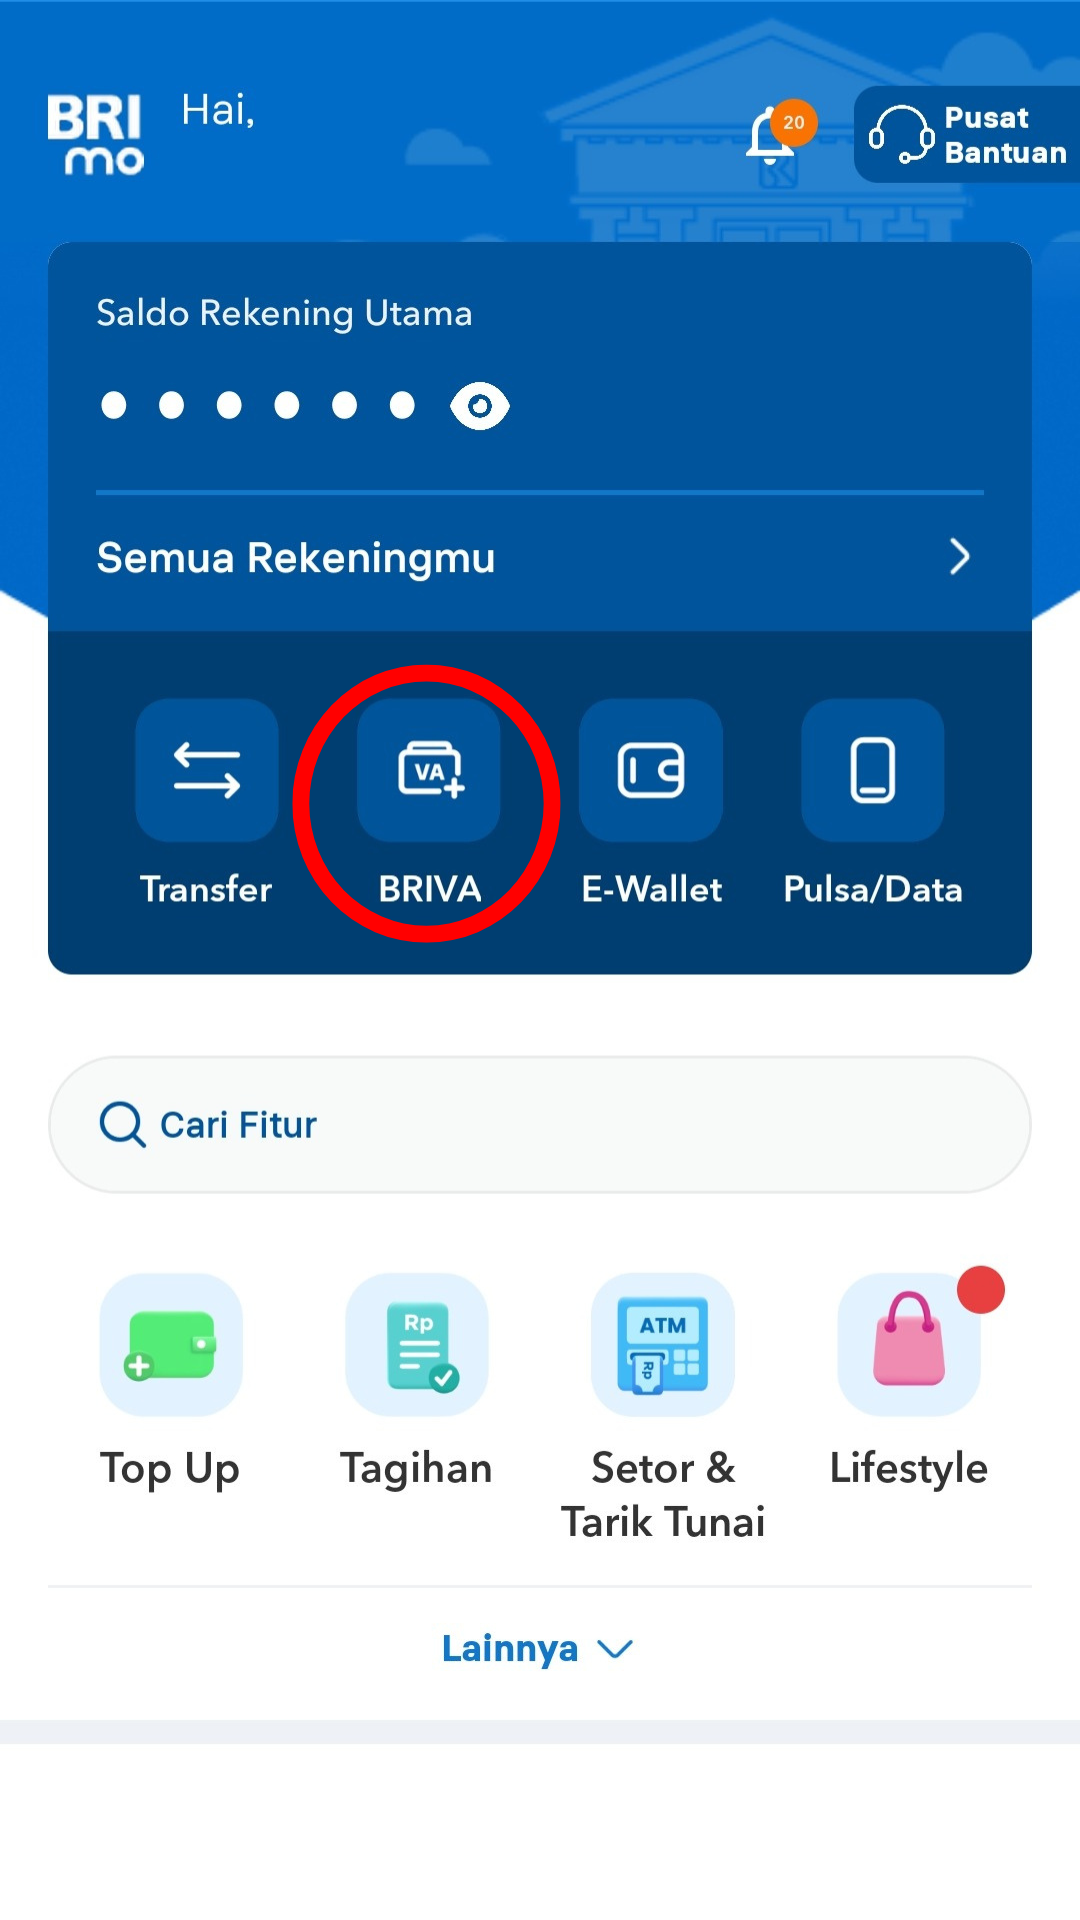 BRI
mo
Hai,
20
Pusat
Bantuan
Saldo Rekening Utama
Semua Rekeningmu
VA
Transfer
BRIVA
E-Wallet
Pulsa/Data
Cari Fitur
Rp
ATM
Rp
Top Up
Tagihan
Setor &
Tarik Tunai
Lifestyle
Lainnya